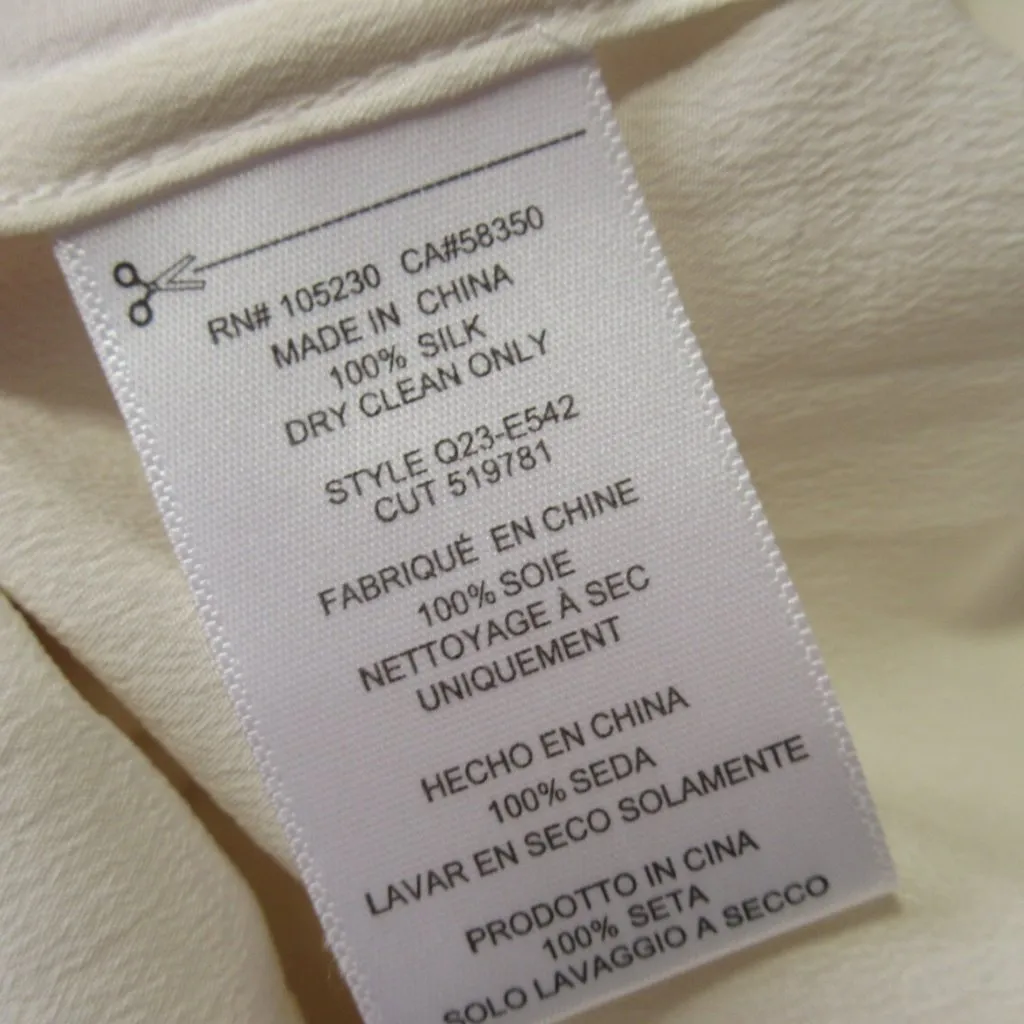 RN# 105230 CA#58350
MADE IN CHINA
100% SILK
DRY CLEAN ONLY
STYLE Q23-E542
CUT 519781
FABRIQUÉ EN CHINE
100% SOIE
NETTOYAGE À SEC
UNIQUEMENT
HECHO EN CHINA
100% SEDA
LAVAR EN SECO SOLAMENTE
PRODOTTO IN CINA
100% SETA
SOLO LAVAGGIO A SECCO